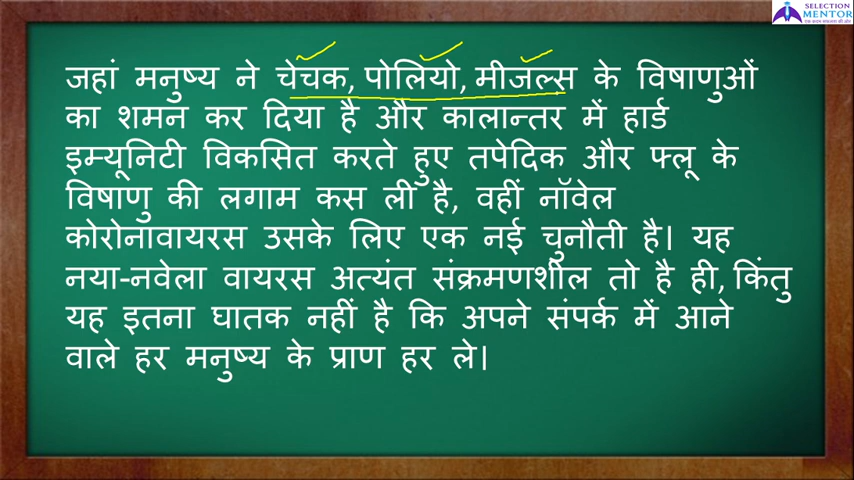 SELECTION
MENTOR
जहां मनुष्य ने चेचक, पोलियो, मीजल्स के विषाणुओं
का शमन कर दिया है और कालान्तर में हार्ड
इम्यूनिटी विकसित करते हुए तपेदिक और फ्लू के
विषाणु की लगाम कस ली है, वहीं नॉवेल
कोरोनावायरस उसके लिए एक नई चुनौती है। यह
नया-नवेला वायरस अत्यंत संक्रमणशील तो है ही, किंतु
यह इतना घातक नहीं है कि अपने संपर्क में आने
वाले हर मनुष्य के प्राण हर ले।